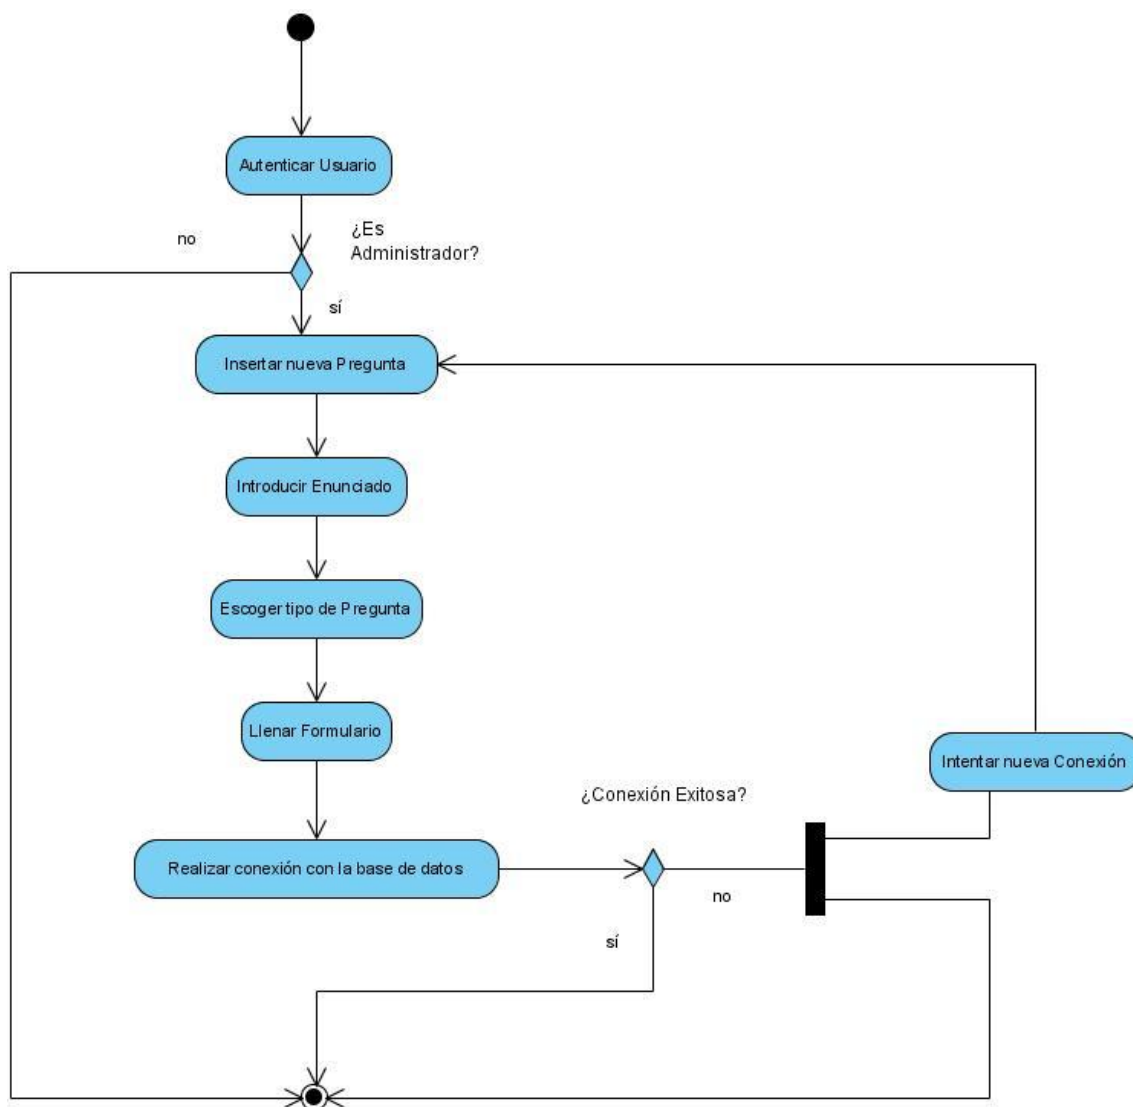 Autenticar Usuario
no
¿Es
Administrador?
sí
Insertar nueva Pregunta
Introducir Enunciado
Escoger tipo de Pregunta
Llenar Formulario
Intentar nueva Conexión
¿Conexión Exitosa?
Realizar conexión con la base de datos
no
sí